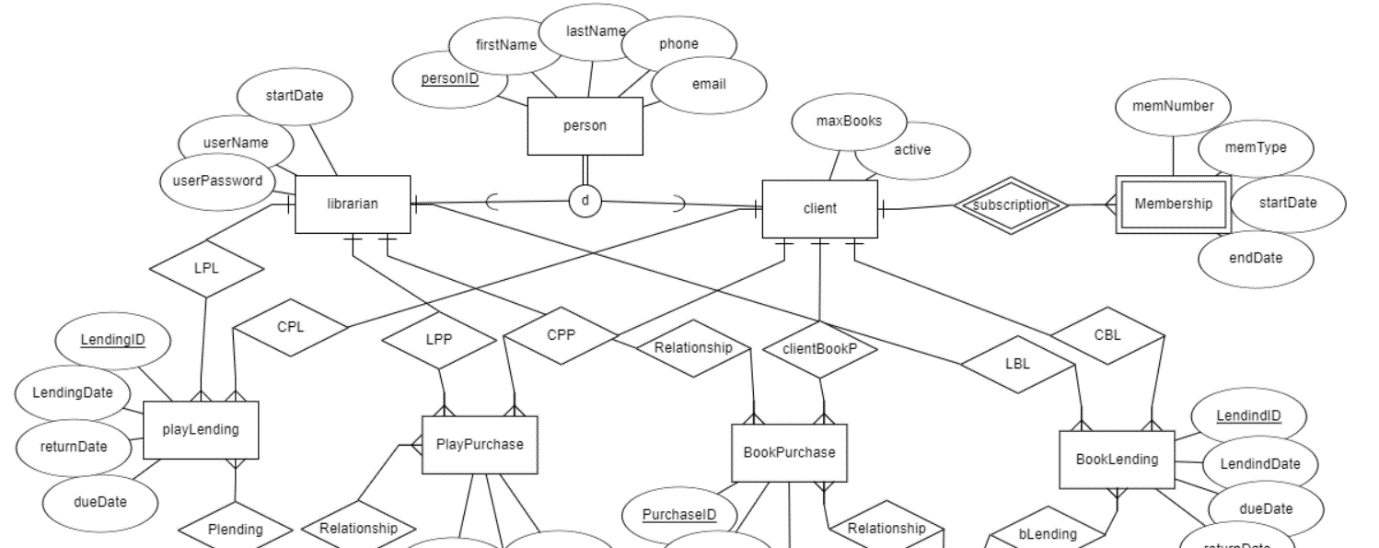 lastName
firstName
phone
personID
email
startDate
memNumber
maxBooks
person
userName
active
memType
userPassword
librarian
d
client
subscription
Membership
startDate
endDate
LPL
CPL
LPP
CPP
Relationship
clientBookP
LBL
CBL
LendingID
LendingDate
playLending
PlayPurchase
BookPurchase
BookLending
LendindID
returnDate
LendindDate
dueDate
PurchaseID
dueDate
Plending
Relationship
Relationship
bLending
returnDate